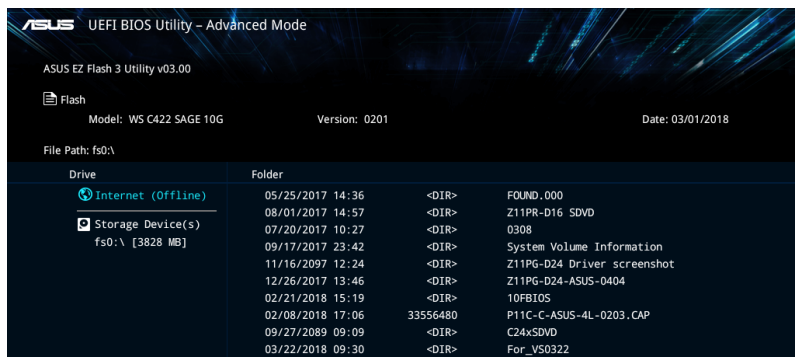 ASUS UEFI BIOS Utility – Advanced Mode
ASUS EZ Flash 3 Utility v03.00
Flash
Model: WS C422 SAGE 10G Version: 0201 Date: 03/01/2018
File Path: fs0:\
Drive Folder
Internet (Offline) 05/25/2017 14:36 <DIR> FOUND.000
08/01/2017 14:57 <DIR> Z11PR-D16 SDVD
Storage Device(s) 07/20/2017 10:27 <DIR> 0308
fs0:\ [3828 MB] 09/17/2017 23:42 <DIR> System Volume Information
11/16/2097 12:24 <DIR> Z11PG-D24 Driver screenshot
12/26/2017 13:46 <DIR> Z11PG-D24-ASUS-0404
02/21/2018 15:19 <DIR> 10FBIOS
02/08/2018 17:06 33556480 P11C-C-ASUS-4L-0203.CAP
09/27/2089 09:09 <DIR> C24xSDVD
03/22/2018 09:30 <DIR> For_VS0322